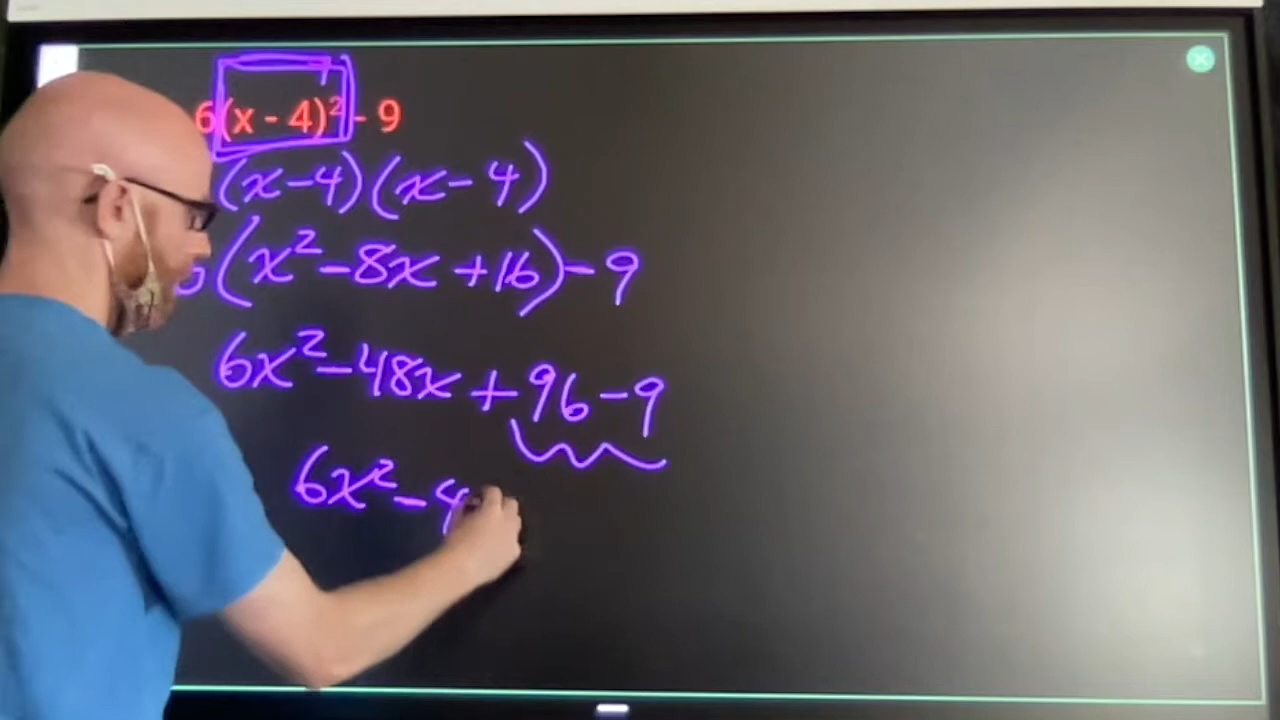 6(x - 4)² - 9
(x-4)(x-4)
(x²-8x+16)-9
6x²-48x+96-9
6x²-4